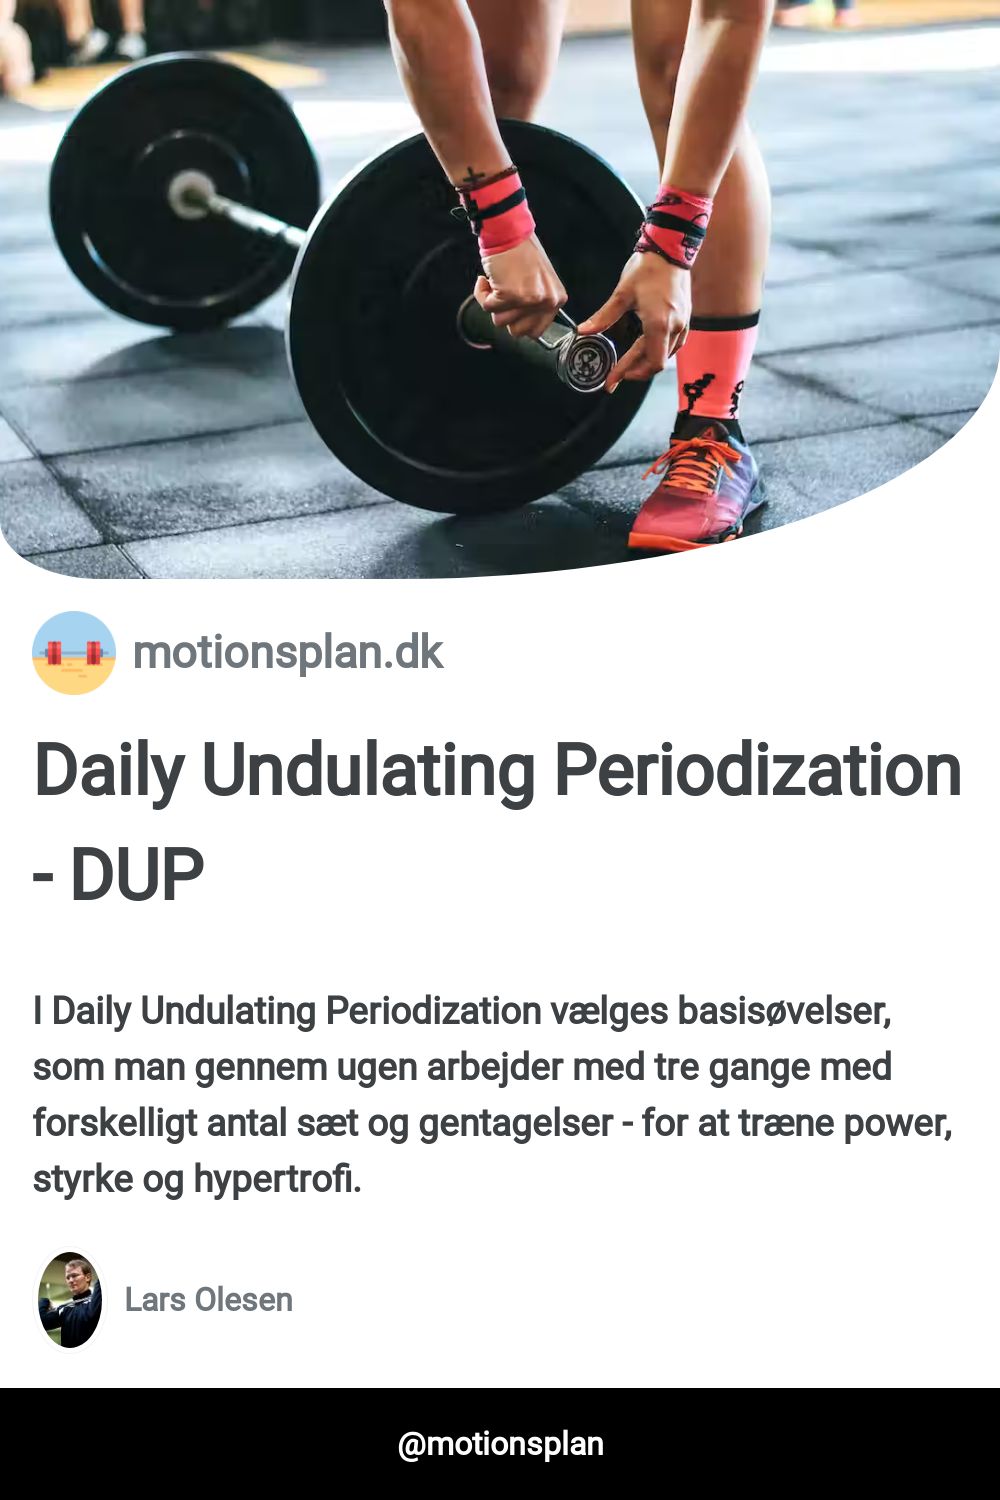 motionsplan.dk
Daily Undulating Periodization
- DUP
I Daily Undulating Periodization vælges basisøvelser,
som man gennem ugen arbejder med tre gange med
forskelligt antal sæt og gentagelser - for at træne power,
styrke og hypertrofi.
Lars Olesen
@motionsplan